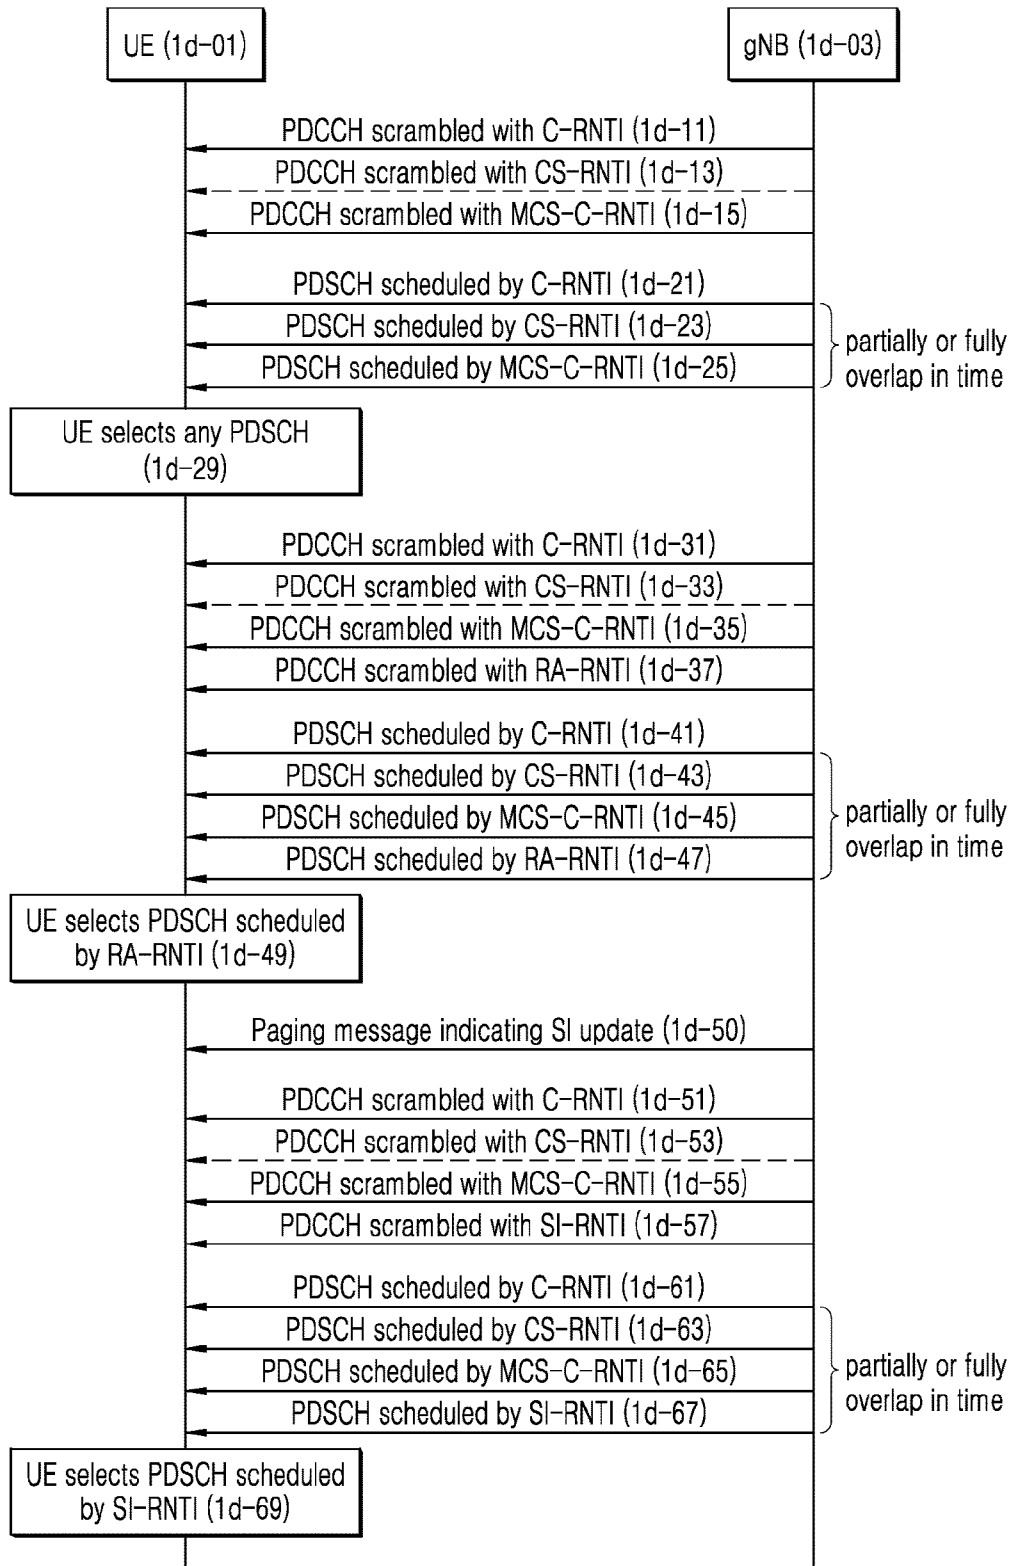 UE (1d-01)
gNB (1d-03)
PDCCH scrambled with C-RNTI (1d-11)
PDCCH scrambled with CS-RNTI (1d-13)
PDCCH scrambled with MCS-C-RNTI (1d-15)
PDSCH scheduled by C-RNTI (1d-21)
PDSCH scheduled by CS-RNTI (1d-23)
PDSCH scheduled by MCS-C-RNTI (1d-25)
partially or fully
overlap in time
UE selects any PDSCH
(1d-29)
PDCCH scrambled with C-RNTI (1d-31)
PDCCH scrambled with CS-RNTI (1d-33)
PDCCH scrambled with MCS-C-RNTI (1d-35)
PDCCH scrambled with RA-RNTI (1d-37)
PDSCH scheduled by C-RNTI (1d-41)
PDSCH scheduled by CS-RNTI (1d-43)
PDSCH scheduled by MCS-C-RNTI (1d-45)
PDSCH scheduled by RA-RNTI (1d-47)
partially or fully
overlap in time
UE selects PDSCH scheduled
by RA-RNTI (1d-49)
Paging message indicating SI update (1d-50)
PDCCH scrambled with C-RNTI (1d-51)
PDCCH scrambled with CS-RNTI (1d-53)
PDCCH scrambled with MCS-C-RNTI (1d-55)
PDCCH scrambled with SI-RNTI (1d-57)
PDSCH scheduled by C-RNTI (1d-61)
PDSCH scheduled by CS-RNTI (1d-63)
PDSCH scheduled by MCS-C-RNTI (1d-65)
PDSCH scheduled by SI-RNTI (1d-67)
partially or fully
overlap in time
UE selects PDSCH scheduled
by SI-RNTI (1d-69)